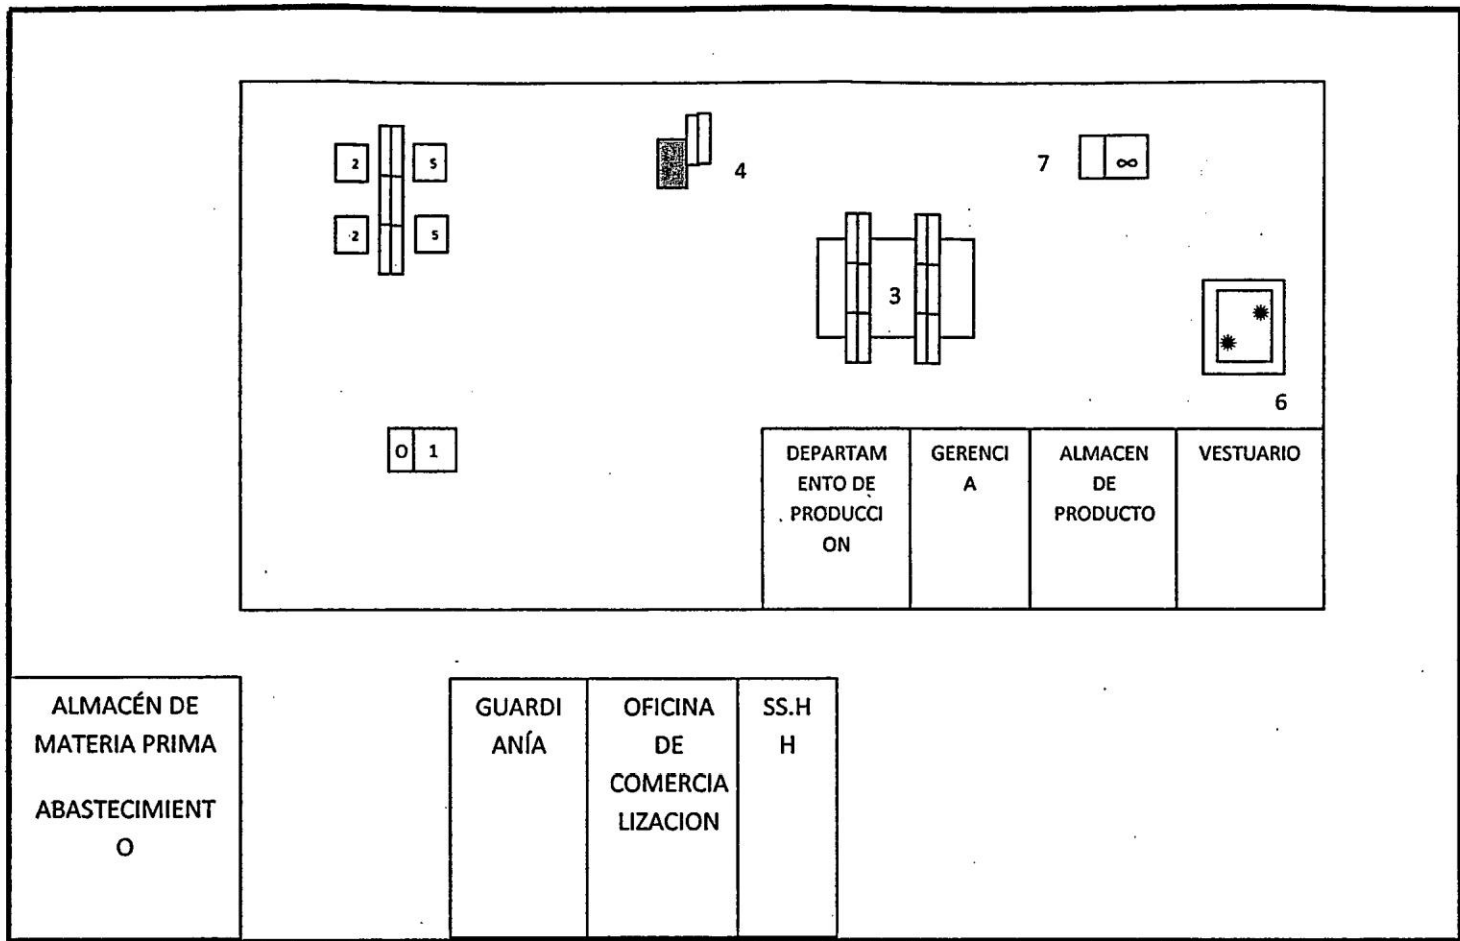 2 5
2 5
4
7 ∞
3
6
O 1
DEPARTAM
ENTO DE
PRODUCCI
ON
GERENCI
A
ALMACEN
DE
PRODUCTO
VESTUARIO
ALMACÉN DE
MATERIA PRIMA
ABASTECIMIENT
O
GUARDI
ANÍA
OFICINA
DE
COMERCIA
LIZACION
SS.H
H